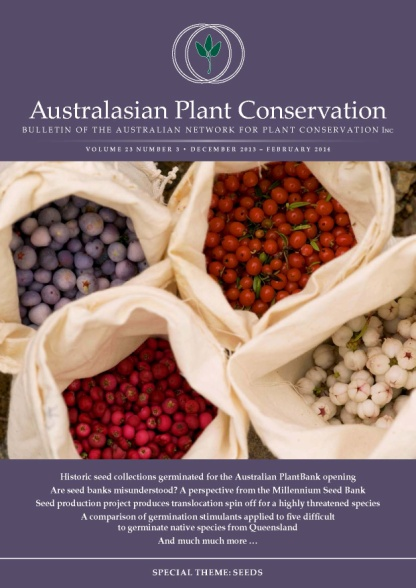 Australasian Plant Conservation
BULLETIN OF THE AUSTRALIAN NETWORK FOR PLANT CONSERVATION INC
VOLUME 23 NUMBER 3 • DECEMBER 2013 – FEBRUARY 2014
Historic seed collections germinated for the Australian PlantBank opening
Are seed banks misunderstood? A perspective from the Millennium Seed Bank
Seed production project produces translocation spin off for a highly threatened species
A comparison of germination stimulants applied to five difficult
to germinate native species from Queensland
And much much more …
SPECIAL THEME: SEEDS